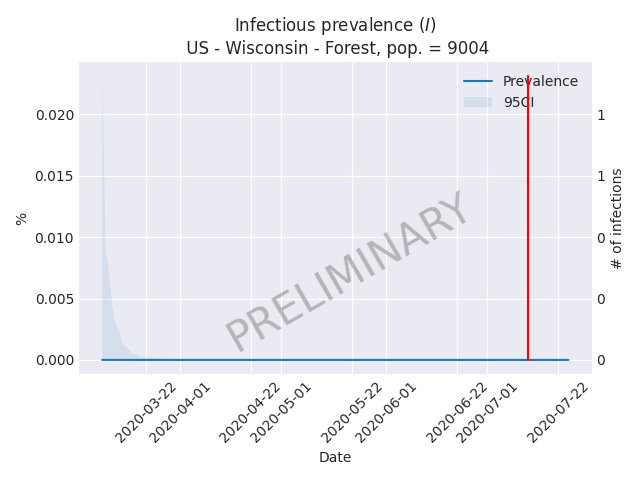 Infectious prevalence (I)
US - Wisconsin - Forest, pop. = 9004
Prevalence
95CI
0.020
0.015
0.010
0.005
0.000
%
1
1
0
0
0
# of infections
PRELIMINARY
2020-03-22
2020-04-01
2020-04-22
2020-05-01
2020-05-22
2020-06-01
2020-06-22
2020-07-01
2020-07-22
Date